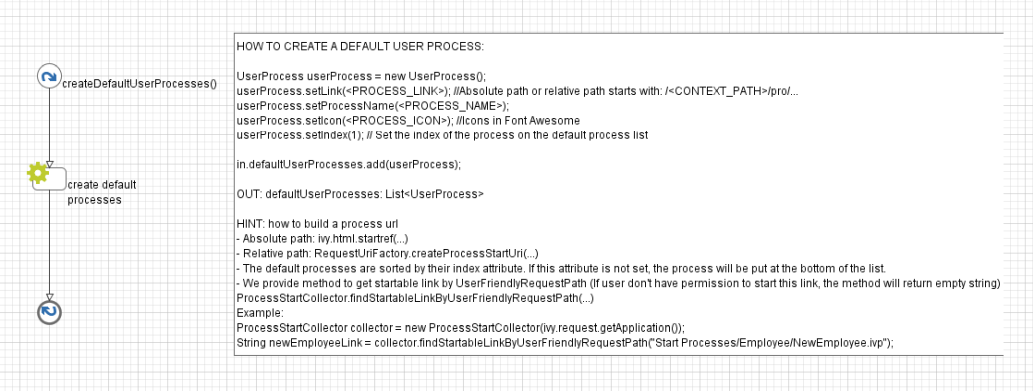 HOW TO CREATE A DEFAULT USER PROCESS:
UserProcess userProcess = new UserProcess();
createDefaultUserProcesses()
userProcess.setLink(<PROCESS_LINK>); //Absolute path or relative path starts with: /<CONTEXT_PATH>/pro/...
userProcess.setProcessName(<PROCESS_NAME>);
userProcess.setIcon(<PROCESS_ICON>); //Icons in Font Awesome
userProcess.setIndex(1); // Set the index of the process on the default process list
in.defaultUserProcesses.add(userProcess);
create default
processes
OUT: defaultUserProcesses: List<UserProcess>
HINT: how to build a process url
- Absolute path: ivy.html.startref(...)
- Relative path: RequestUriFactory.createProcessStartUri(...)
- The default processes are sorted by their index attribute. If this attribute is not set, the process will be put at the bottom of the list.
- We provide method to get startable link by UserFriendlyRequestPath (If user don't have permission to start this link, the method will return empty string)
ProcessStartCollector.findStartableLinkByUserFriendlyRequestPath(...)
Example:
ProcessStartCollector collector = new ProcessStartCollector(ivy.request.getApplication());
String newEmployeeLink = collector.findStartableLinkByUserFriendlyRequestPath("Start Processes/Employee/NewEmployee.ivp");